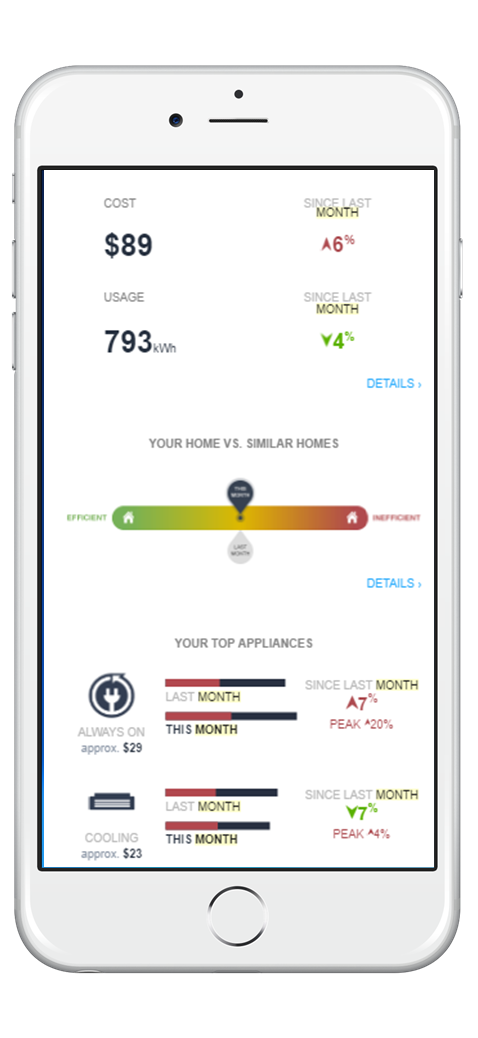 COST
SINCE LAST
MONTH
$89
6%
USAGE
SINCE LAST
MONTH
793kWh
4%
DETAILS ›
YOUR HOME VS. SIMILAR HOMES
THIS
MONTH
EFFICIENT
INEFFICIENT
LAST
MONTH
DETAILS ›
YOUR TOP APPLIANCES
SINCE LAST MONTH
LAST MONTH
7%
PEAK ^20%
THIS MONTH
ALWAYS ON
approx. $29
SINCE LAST MONTH
LAST MONTH
7%
PEAK ^4%
THIS MONTH
COOLING
approx. $23